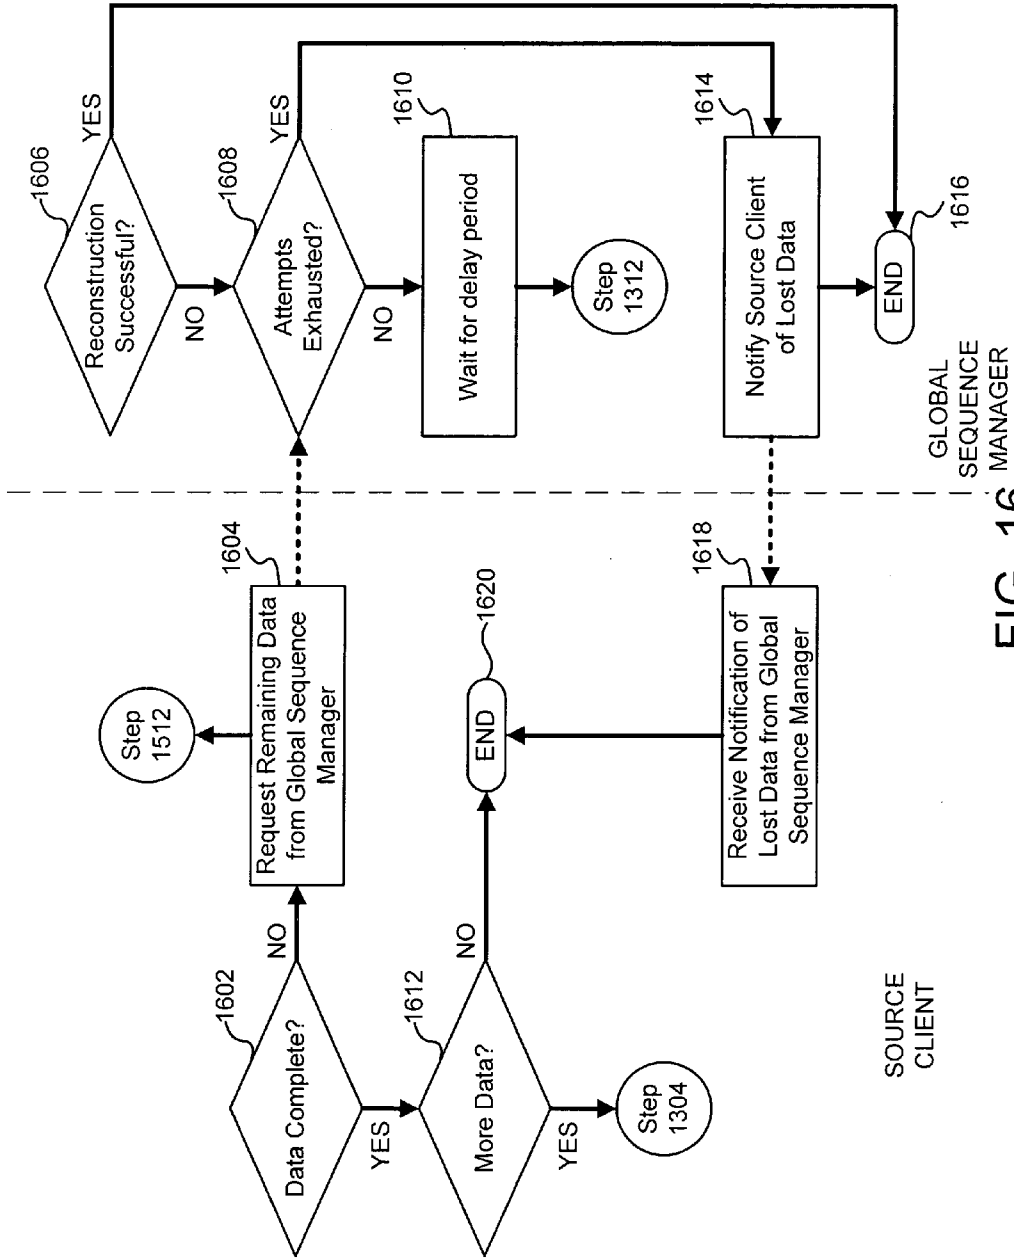 1602
Data Complete?
NO
YES
1604
Request Remaining Data
from Global Sequence
Manager
Step
1512
1606
Reconstruction
Successful?
YES
NO
1608
Attempts
Exhausted?
YES
NO
1610
Wait for delay period
Step
1312
1612
More Data?
NO
YES
Step
1304
1620
END
1618
Receive Notification of
Lost Data from Global
Sequence Manager
1614
Notify Source Client
of Lost Data
1616
END
SOURCE
CLIENT
GLOBAL
SEQUENCE
MANAGER
FIG. 16